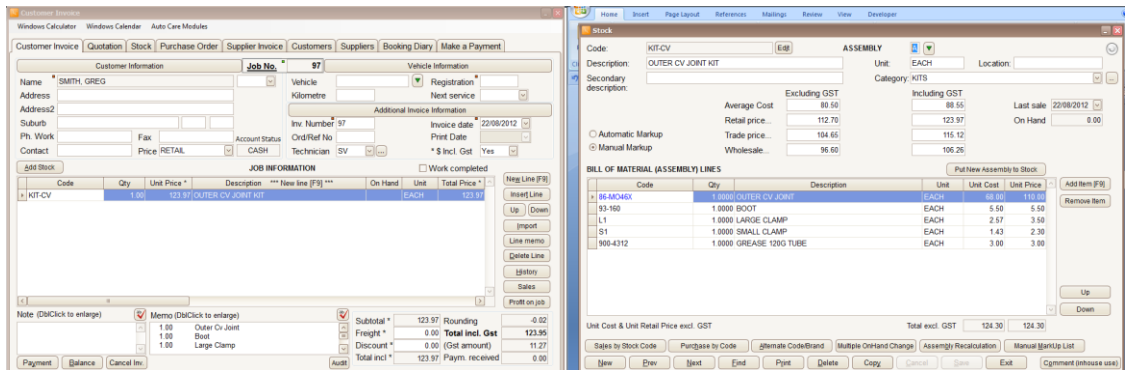 Customer Invoice
Windows Calculator Windows Calendar Auto Care Modules
Customer Invoice Quotation Stock Purchase Order Supplier Invoice Customers Suppliers Booking Diary Make a Payment
Customer Information Job No. 97 Vehicle Information
Name SMITH, GREG Vehicle Registration
Address Kilometre Next service
Address2 Additional Invoice Information
Suburb Inv. Number 97 Invoice date 22/08/2012
Ph. Work Fax Account Status Ord/Ref No Print Date
Contact Price RETAIL CASH Technician SV ... * $ Incl. Gst Yes
Add Stock JOB INFORMATION Work completed
Code Qty Unit Price * Description *** New line [F9] *** On Hand Unit Total Price *
KIT-CV 1.00 123.97 OUTER CV JOINT KIT EACH 123.97
New Line [F9]
Insert Line
Up Down
Import
Line memo
Delete Line
History
Sales
Profit on job
Note (DblClick to enlarge) Memo (DblClick to enlarge)
1.00 Outer Cv Joint
1.00 Boot
1.00 Large Clamp
Subtotal * 123.97 Rounding -0.02
Freight * 0.00 Total incl. Gst 123.95
Discount * 0.00 (Gst amount) 11.27
Total incl * 123.97 Paym. received 0.00
Payment Balance Cancel Inv. Audit
Home Insert Page Layout References Mailings Review View Developer
Stock
Code: KIT-CV Edit ASSEMBLY A
Description: OUTER CV JOINT KIT Unit: EACH Location:
Secondary description: Category: KITS ...
Excluding GST Including GST
Average Cost 80.50 88.55 Last sale 22/08/2012
Retail price... 112.70 123.97 On Hand 0.00
Automatic Markup Trade price... 104.65 115.12
Manual Markup Wholesale... 96.60 106.26
BILL OF MATERIAL (ASSEMBLY) LINES Put New Assembly to Stock
Code Qty Description Unit Unit Cost Unit Price
86-MO46X 1.0000 OUTER CV JOINT EACH 68.00 110.00
93-160 1.0000 BOOT EACH 5.50 5.50
L1 1.0000 LARGE CLAMP EACH 2.57 3.50
S1 1.0000 SMALL CLAMP EACH 1.43 2.30
900-4312 1.0000 GREASE 120G TUBE EACH 3.00 3.00
Add Item [F9]
Remove Item
Up
Down
Unit Cost & Unit Retail Price excl. GST Total excl. GST 124.30 124.30
Sales by Stock Code Purchase by Code Alternate Code/Brand Multiple OnHand Change Assembly Recalculation Manual MarkUp List
New Prev Next Find Print Delete Copy Cancel Save Exit Comment (inhouse use)